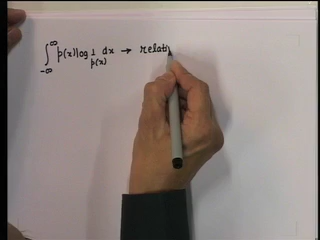 ∫_{-∞}^{∞} p(x) log 1/p(x) dx → relati